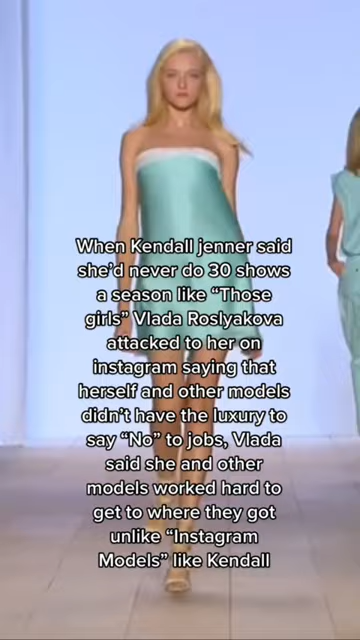 When Kendall jenner said
she'd never do 30 shows
a season like "Those
girls" Vlada Roslyakova
attacked to her on
instagram saying that
herself and other models
didn't have the luxury to
say "No" to jobs, Vlada
said she and other
models worked hard to
get to where they got
unlike "Instagram
Models" like Kendall